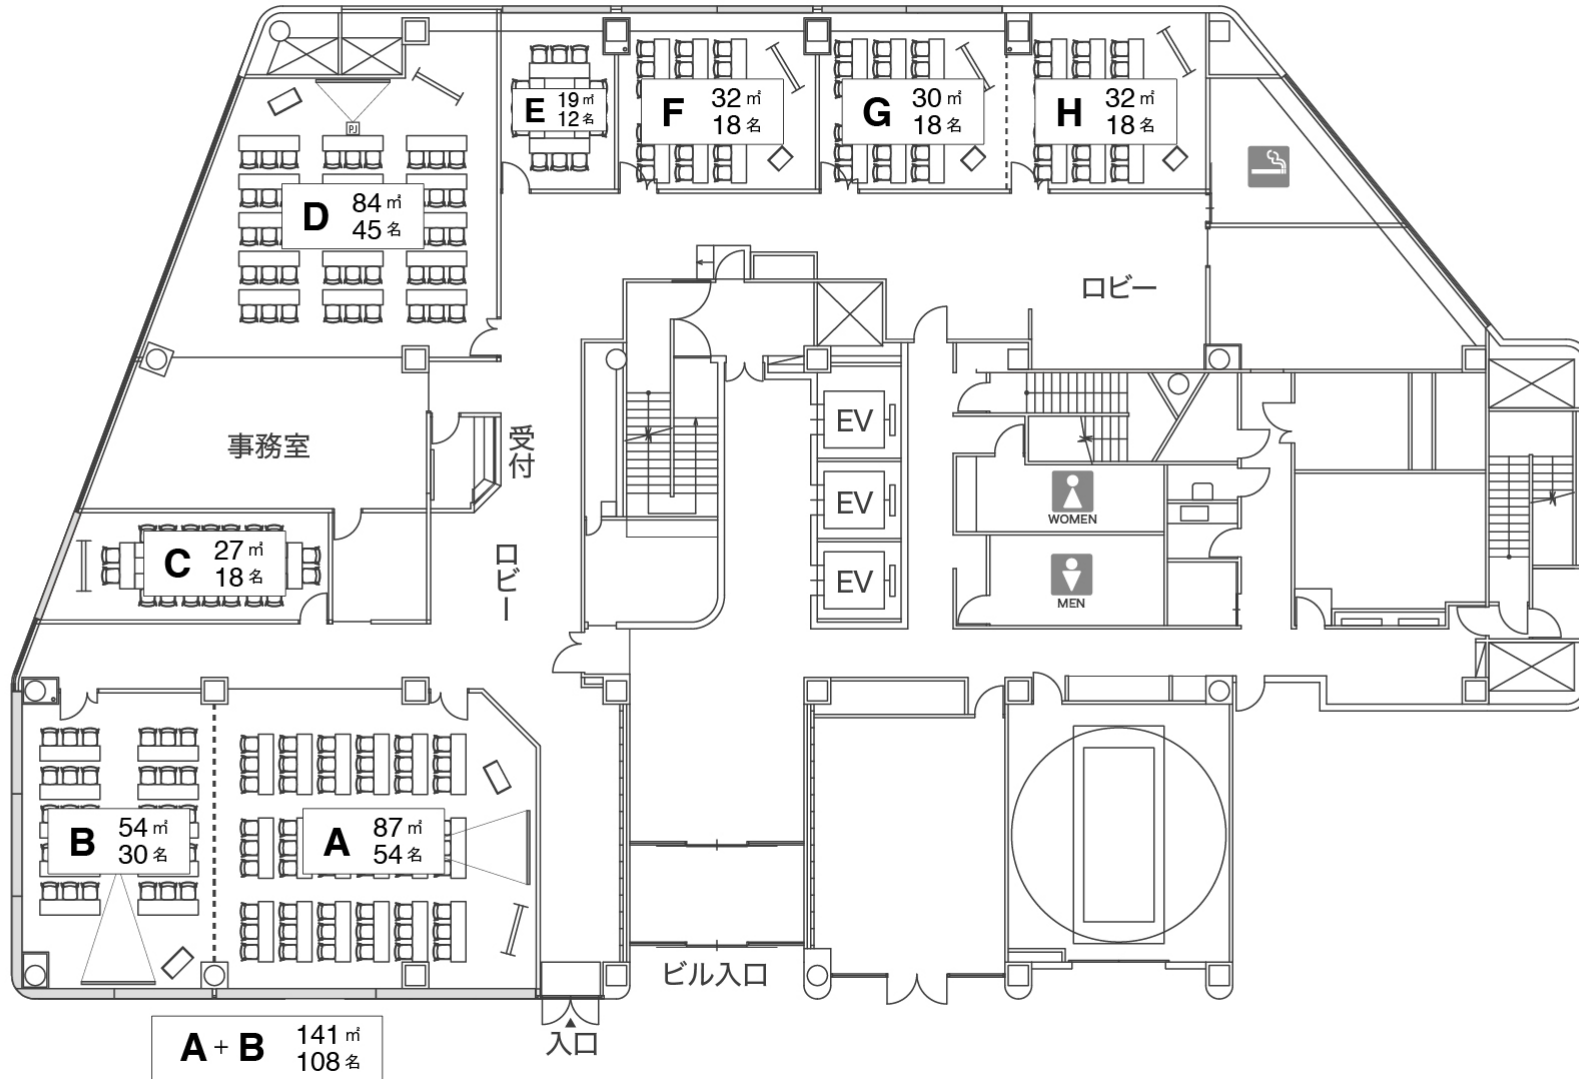 E 19㎡
12名
F 32㎡
18名
G 30㎡
18名
H 32㎡
18名
PJ
D 84㎡
45名
ロビー
EV
EV
EV
事務室
受付
WOMEN
MEN
C 27㎡
18名
ロビー
B 54㎡
30名
A 87㎡
54名
ビル入口
▲
入口
A+B 141㎡
108名